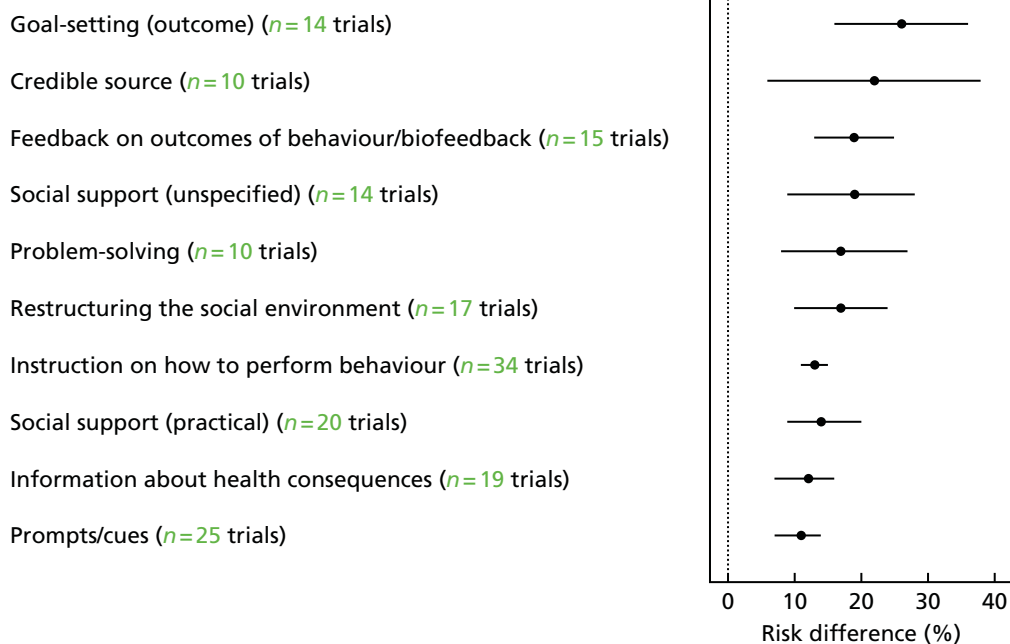 Goal-setting (outcome) (n=14 trials)
Credible source (n=10 trials)
Feedback on outcomes of behaviour/biofeedback (n=15 trials)
Social support (unspecified) (n=14 trials)
Problem-solving (n=10 trials)
Restructuring the social environment (n=17 trials)
Instruction on how to perform behaviour (n=34 trials)
Social support (practical) (n=20 trials)
Information about health consequences (n=19 trials)
Prompts/cues (n=25 trials)
0 10 20 30 40
Risk difference (%)